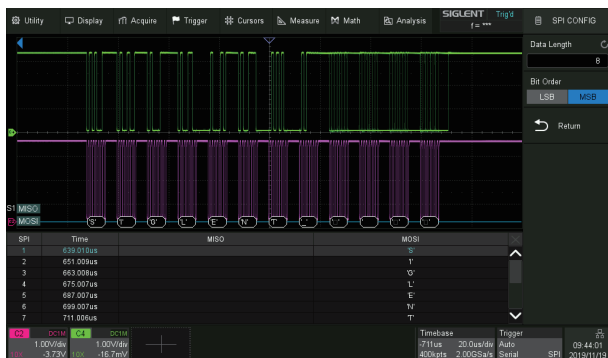 Utility Display Acquire Trigger Cursors Measure Math Analysis SIGLENT Trig'd SPI CONFIG
f = ***
Data Length
8
Bit Order
LSB MSB
Return
S1 MISO
MOSI 'S' 'I' 'G' 'L' 'E' 'N' 'T'
SPI Time MISO MOSI
1 639.010us 'S'
2 651.009us 'I'
3 663.008us 'G'
4 675.007us 'L'
5 687.007us 'E'
6 699.007us 'N'
7 711.006us 'T'
C2 DC1M C4 DC1M Timebase Trigger
1.00V/div 1.00V/div -711us 20.0us/div Auto 09:44:01
10X -3.73V 10X -16.7mV 400kpts 2.00GSa/s Serial SPI 2019/11/19